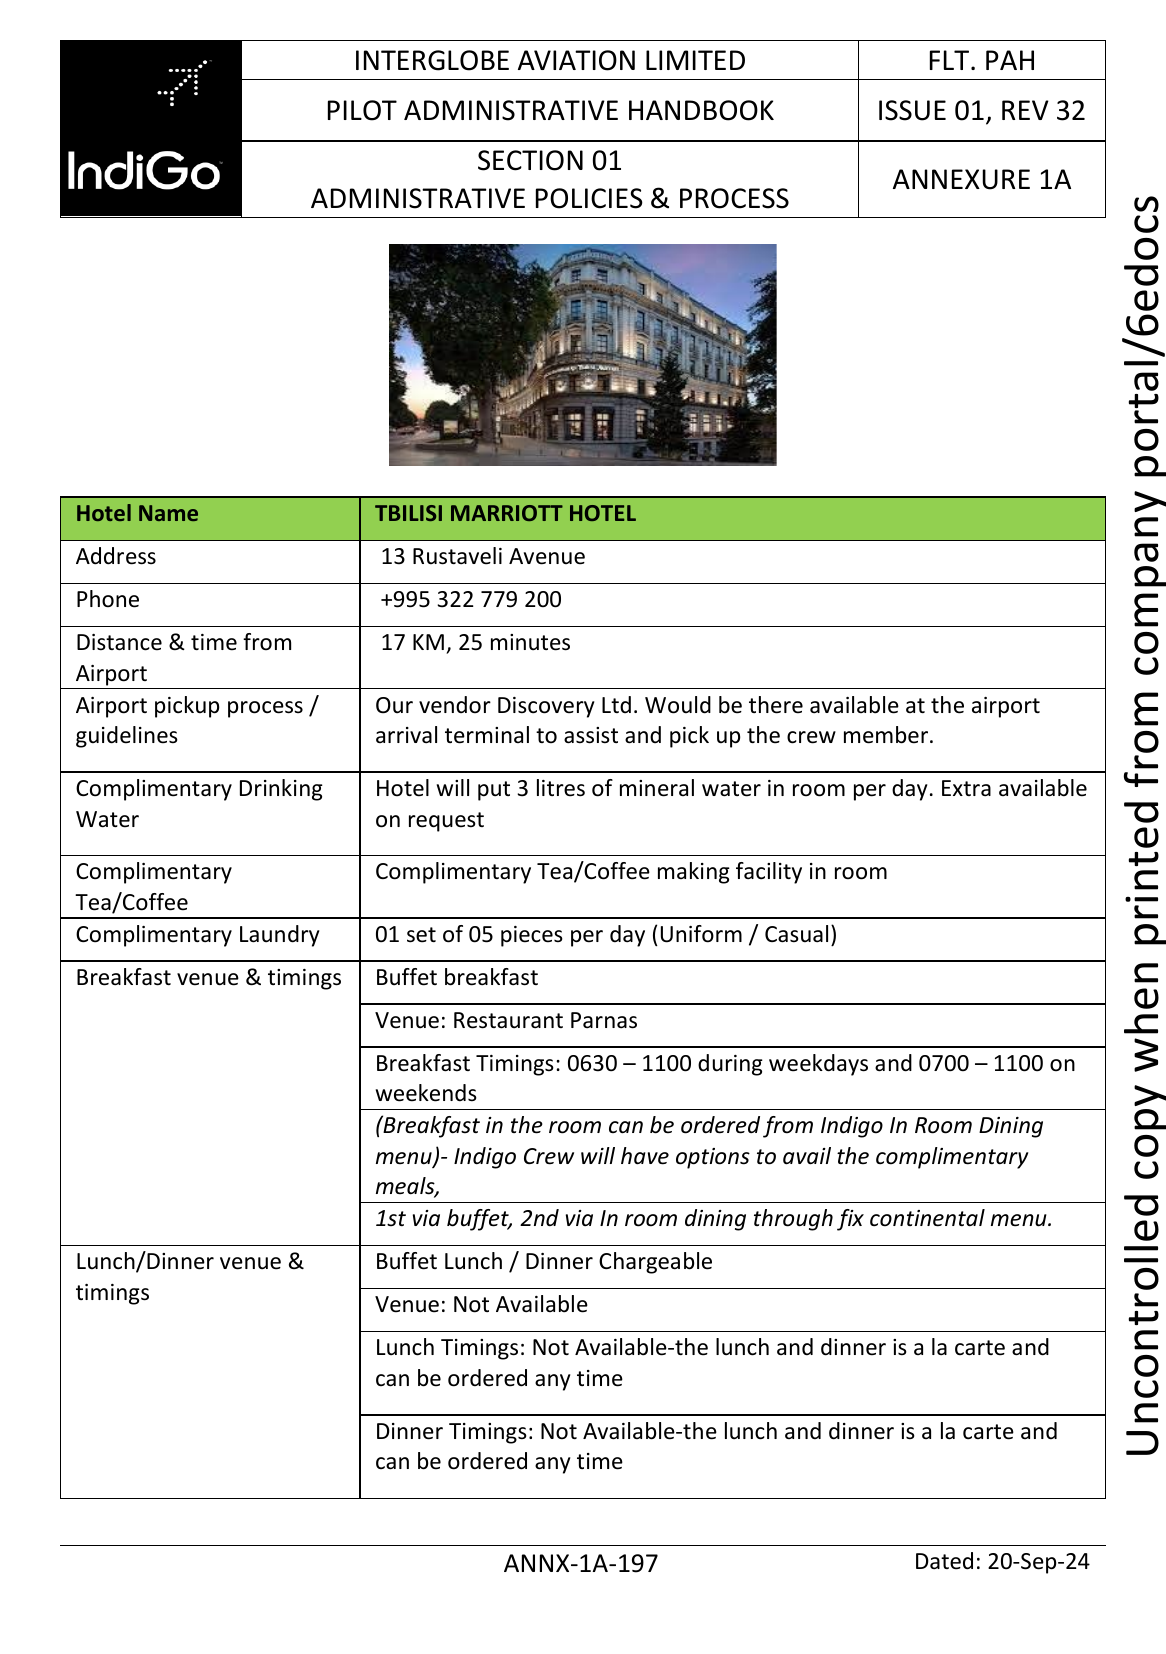 IndiGo
INTERGLOBE AVIATION LIMITED
FLT. PAH
PILOT ADMINISTRATIVE HANDBOOK
ISSUE 01, REV 32
SECTION 01
ADMINISTRATIVE POLICIES & PROCESS
ANNEXURE 1A
Hotel Name
TBILISI MARRIOTT HOTEL
Address
13 Rustaveli Avenue
Phone
+995 322 779 200
Distance & time from
Airport
17 KM, 25 minutes
Airport pickup process /
guidelines
Our vendor Discovery Ltd. Would be there available at the airport
arrival terminal to assist and pick up the crew member.
Complimentary Drinking
Water
Hotel will put 3 litres of mineral water in room per day. Extra available
on request
Complimentary
Tea/Coffee
Complimentary Tea/Coffee making facility in room
Complimentary Laundry
01 set of 05 pieces per day (Uniform / Casual)
Breakfast venue & timings
Buffet breakfast
Venue: Restaurant Parnas
Breakfast Timings: 0630 – 1100 during weekdays and 0700 – 1100 on
weekends
(Breakfast in the room can be ordered from Indigo In Room Dining
menu)- Indigo Crew will have options to avail the complimentary
meals,
1st via buffet, 2nd via In room dining through fix continental menu.
Lunch/Dinner venue &
timings
Buffet Lunch / Dinner Chargeable
Venue: Not Available
Lunch Timings: Not Available-the lunch and dinner is a la carte and
can be ordered any time
Dinner Timings: Not Available-the lunch and dinner is a la carte and
can be ordered any time
ANNX-1A-197
Dated: 20-Sep-24
Uncontrolled copy when printed from company portal/6edocs